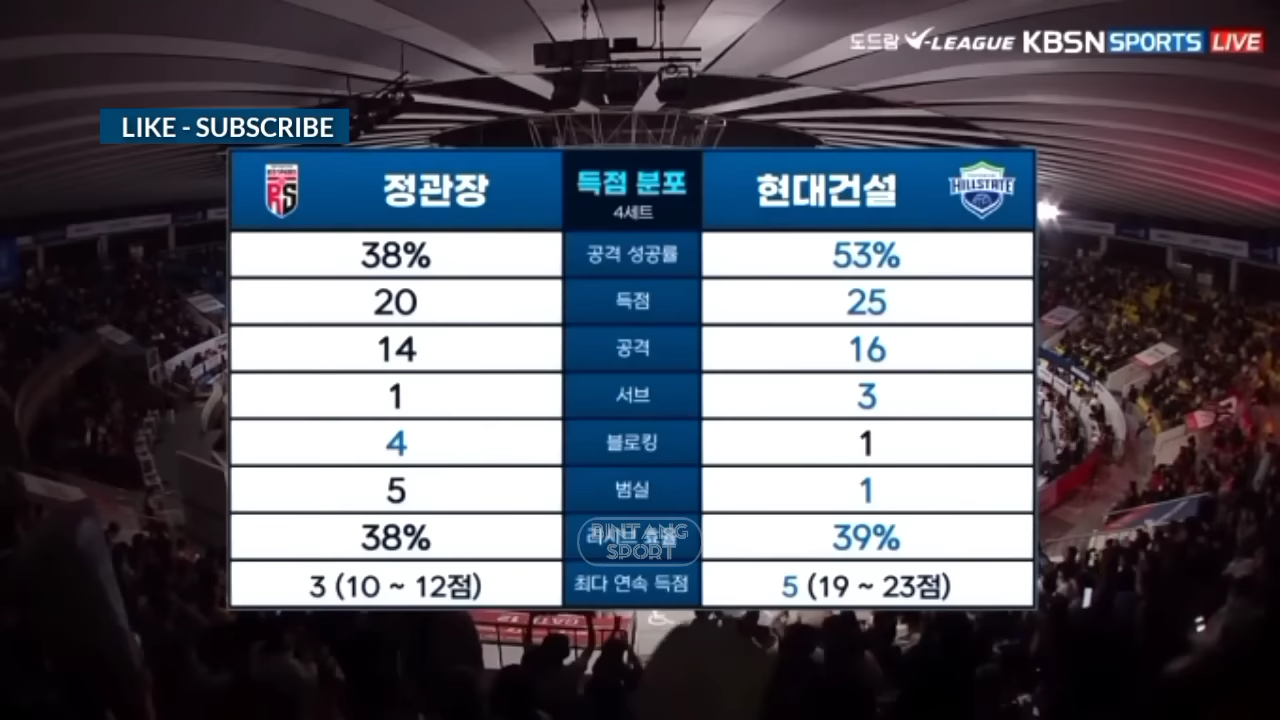 도드람 V-LEAGUE KBSN SPORTS LIVE
LIKE - SUBSCRIBE
RS 정관장 득점 분포 현대건설 HILLSTATE
4세트
38% 공격 성공률 53%
20 득점 25
14 공격 16
1 서브 3
4 블로킹 1
5 범실 1
38% 리시브 효율 39%
BINTANG
SPORT
3 (10 ~ 12점) 최다 연속 득점 5 (19 ~ 23점)